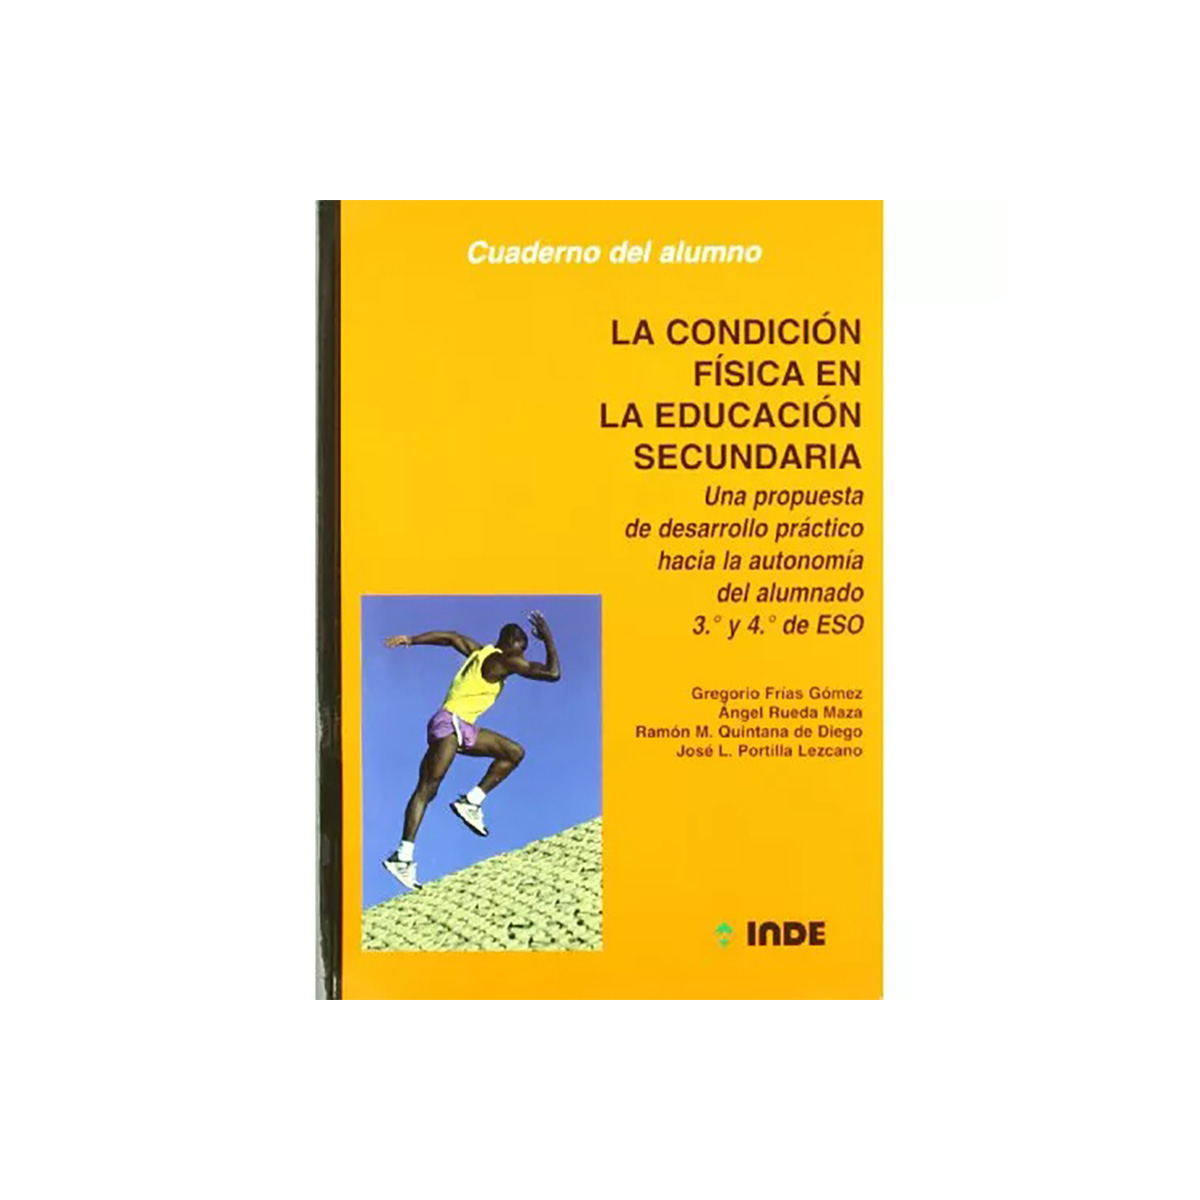 Cuaderno del alumno
LA CONDICIÓN
FÍSICA EN
LA EDUCACIÓN
SECUNDARIA
Una propuesta
de desarrollo práctico
hacia la autonomía
del alumnado
3.º y 4.º de ESO
Gregorio Frías Gómez
Ángel Rueda Maza
Ramón M. Quintana de Diego
José L. Portilla Lezcano
INDE